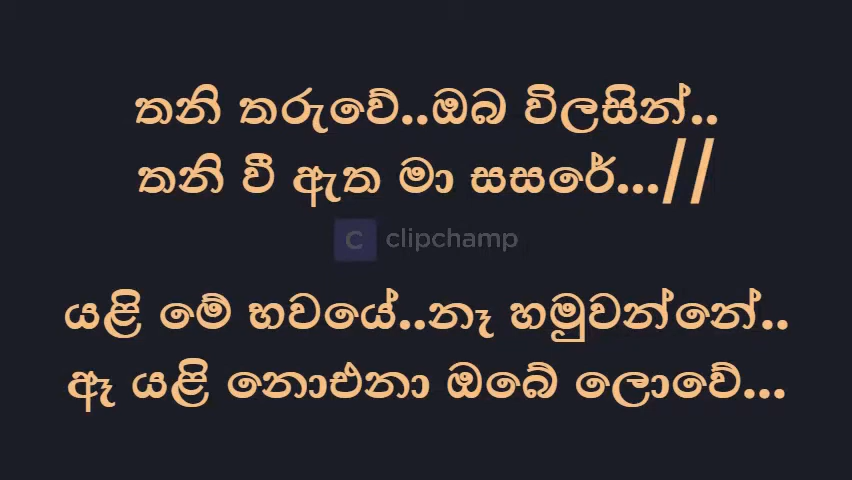 තනි තරුවේ..ඔබ විලසින්..
තනි වී ඇත මා සසරේ...//
C clipchamp
යළි මේ භවයේ..නෑ හමුවන්නේ..
ඈ යළි නොඑනා ඔබේ ලොවේ...